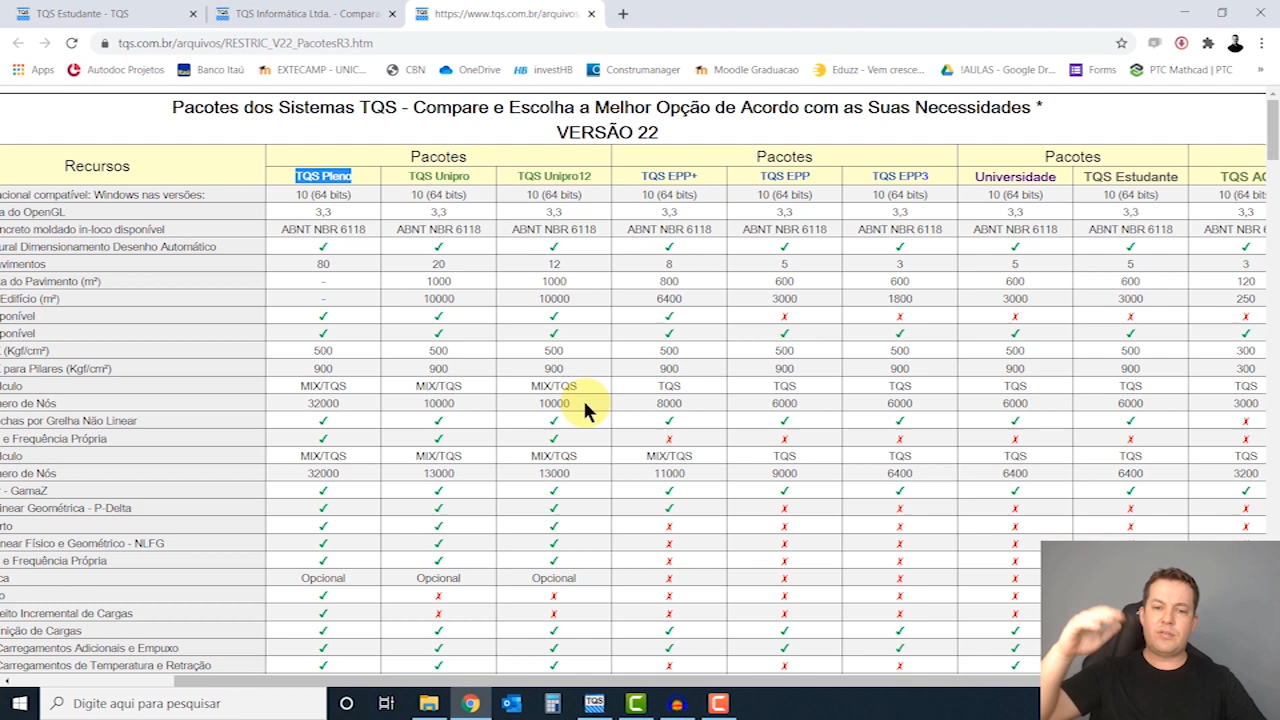 TQS Estudante - TQS
TQS Informática Ltda. - Compara
https://www.tqs.com.br/arquivos.
tqs.com.br/arquivos/RESTRIC_V22_PacotesR3.htm
Apps Autodoc Projetos Banco Itaú EXTECAMP - UNIC... CBN OneDrive HB investHB Construmanager Moodle Graduacao Eduzz - Vem cresce... !AULAS - Google Dr... Forms PTC Mathcad | PTC »
Pacotes dos Sistemas TQS - Compare e Escolha a Melhor Opção de Acordo com as Suas Necessidades *
VERSÃO 22
Recursos Pacotes Pacotes Pacotes
TQS Pleno TQS Unipro TQS Unipro12 TQS EPP+ TQS EPP TQS EPP3 Universidade TQS Estudante TQS AC
acional compatível: Windows nas versões: 10 (64 bits) 10 (64 bits) 10 (64 bits) 10 (64 bits) 10 (64 bits) 10 (64 bits) 10 (64 bits) 10 (64 bits) 10 (64 bits)
a do OpenGL 3,3 3,3 3,3 3,3 3,3 3,3 3,3 3,3 3,3
oncreto moldado in-loco disponível ABNT NBR 6118 ABNT NBR 6118 ABNT NBR 6118 ABNT NBR 6118 ABNT NBR 6118 ABNT NBR 6118 ABNT NBR 6118 ABNT NBR 6118 ABNT NBR
ural Dimensionamento Desenho Automático ✓ ✓ ✓ ✓ ✓ ✓ ✓ ✓ ✓
avimentos 80 20 12 8 5 3 5 5 3
a do Pavimento (m²) - 1000 1000 800 600 600 600 600 120
Edifício (m²) - 10000 10000 6400 3000 1800 3000 3000 250
ponível ✓ ✓ ✓ ✓ ✗ ✗ ✗ ✗ ✗
ponível ✓ ✓ ✓ ✓ ✓ ✓ ✓ ✓ ✓
(Kgf/cm²) 500 500 500 500 500 500 500 500 300
para Pilares (Kgf/cm²) 900 900 900 900 900 900 900 900 300
lculo MIX/TQS MIX/TQS MIX/TQS TQS TQS TQS TQS TQS TQS
ero de Nós 32000 10000 10000 8000 6000 6000 6000 6000 3000
chas por Grelha Não Linear ✓ ✓ ✓ ✓ ✓ ✓ ✓ ✓ ✗
e Frequência Própria ✓ ✓ ✓ ✗ ✗ ✗ ✗ ✗ ✗
lculo MIX/TQS MIX/TQS MIX/TQS MIX/TQS TQS TQS TQS TQS TQS
ero de Nós 32000 13000 13000 11000 9000 6400 6400 6400 3200
- GamaZ ✓ ✓ ✓ ✓ ✓ ✓ ✓ ✓ ✓
inear Geométrica - P-Delta ✓ ✓ ✓ ✓ ✗ ✗ ✗ ✗ ✗
rto ✓ ✓ ✓ ✗ ✗ ✗ ✗ ✗ ✗
near Físico e Geométrico - NLFG ✓ ✓ ✓ ✗ ✗ ✗ ✗
e Frequência Própria ✓ ✓ ✓ ✗ ✗ ✗ ✗
ca Opcional Opcional Opcional ✗ ✗ ✗ ✗
o ✓ ✗ ✗ ✗ ✗ ✗ ✗
eito Incremental de Cargas ✓ ✗ ✗ ✗ ✗ ✗ ✗
nição de Cargas ✓ ✓ ✓ ✓ ✓ ✓ ✓
Carregamentos Adicionais e Empuxo ✓ ✓ ✓ ✓ ✓ ✓ ✓
Carregamentos de Temperatura e Retração ✓ ✓ ✓ ✗ ✗ ✗ ✓
Digite aqui para pesquisar
TQS